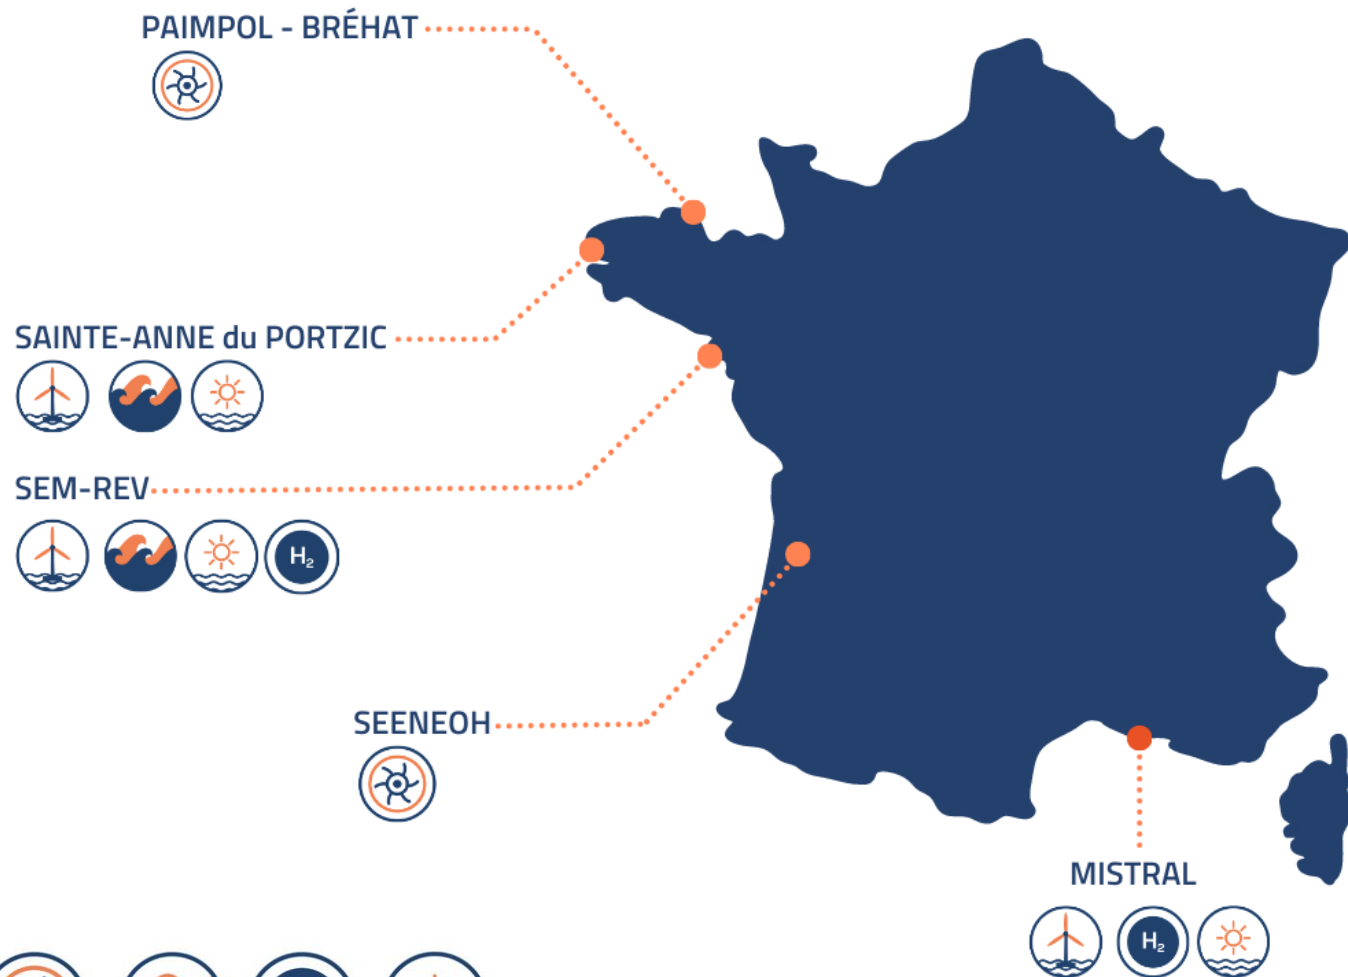 PAIMPOL - BRÉHAT
SAINTE-ANNE du PORTZIC
SEM-REV
H₂
SEENEOH
MISTRAL
H₂